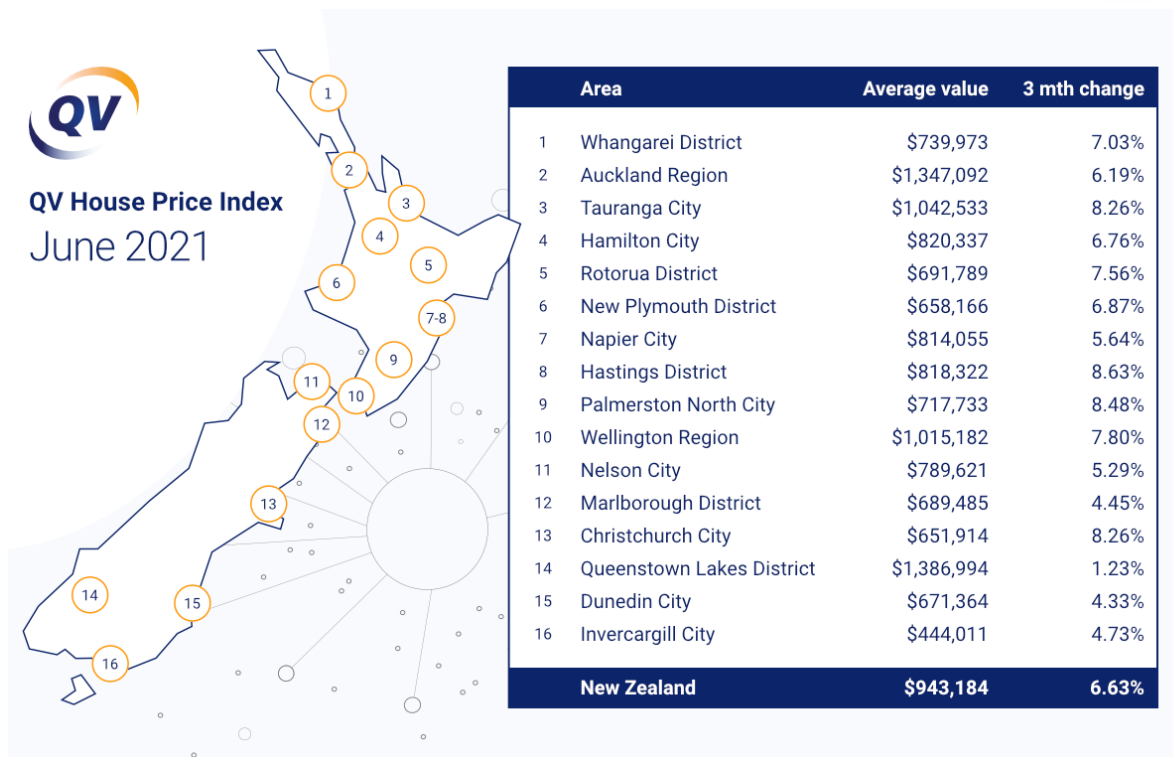 QV
QV House Price Index
June 2021
1
2
3
4
5
6
7-8
9
10
11
12
13
14
15
16
Area Average value 3 mth change
1 Whangarei District $739,973 7.03%
2 Auckland Region $1,347,092 6.19%
3 Tauranga City $1,042,533 8.26%
4 Hamilton City $820,337 6.76%
5 Rotorua District $691,789 7.56%
6 New Plymouth District $658,166 6.87%
7 Napier City $814,055 5.64%
8 Hastings District $818,322 8.63%
9 Palmerston North City $717,733 8.48%
10 Wellington Region $1,015,182 7.80%
11 Nelson City $789,621 5.29%
12 Marlborough District $689,485 4.45%
13 Christchurch City $651,914 8.26%
14 Queenstown Lakes District $1,386,994 1.23%
15 Dunedin City $671,364 4.33%
16 Invercargill City $444,011 4.73%
New Zealand $943,184 6.63%